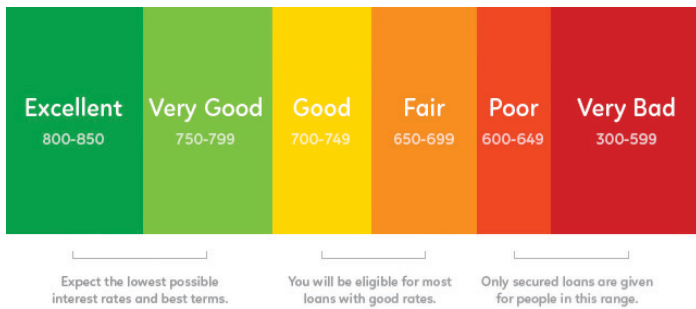 Excellent Very Good Good Fair Poor Very Bad
800-850 750-799 700-749 650-699 600-649 300-599
Expect the lowest possible You will be eligible for most Only secured loans are given
interest rates and best terms. loans with good rates. for people in this range.